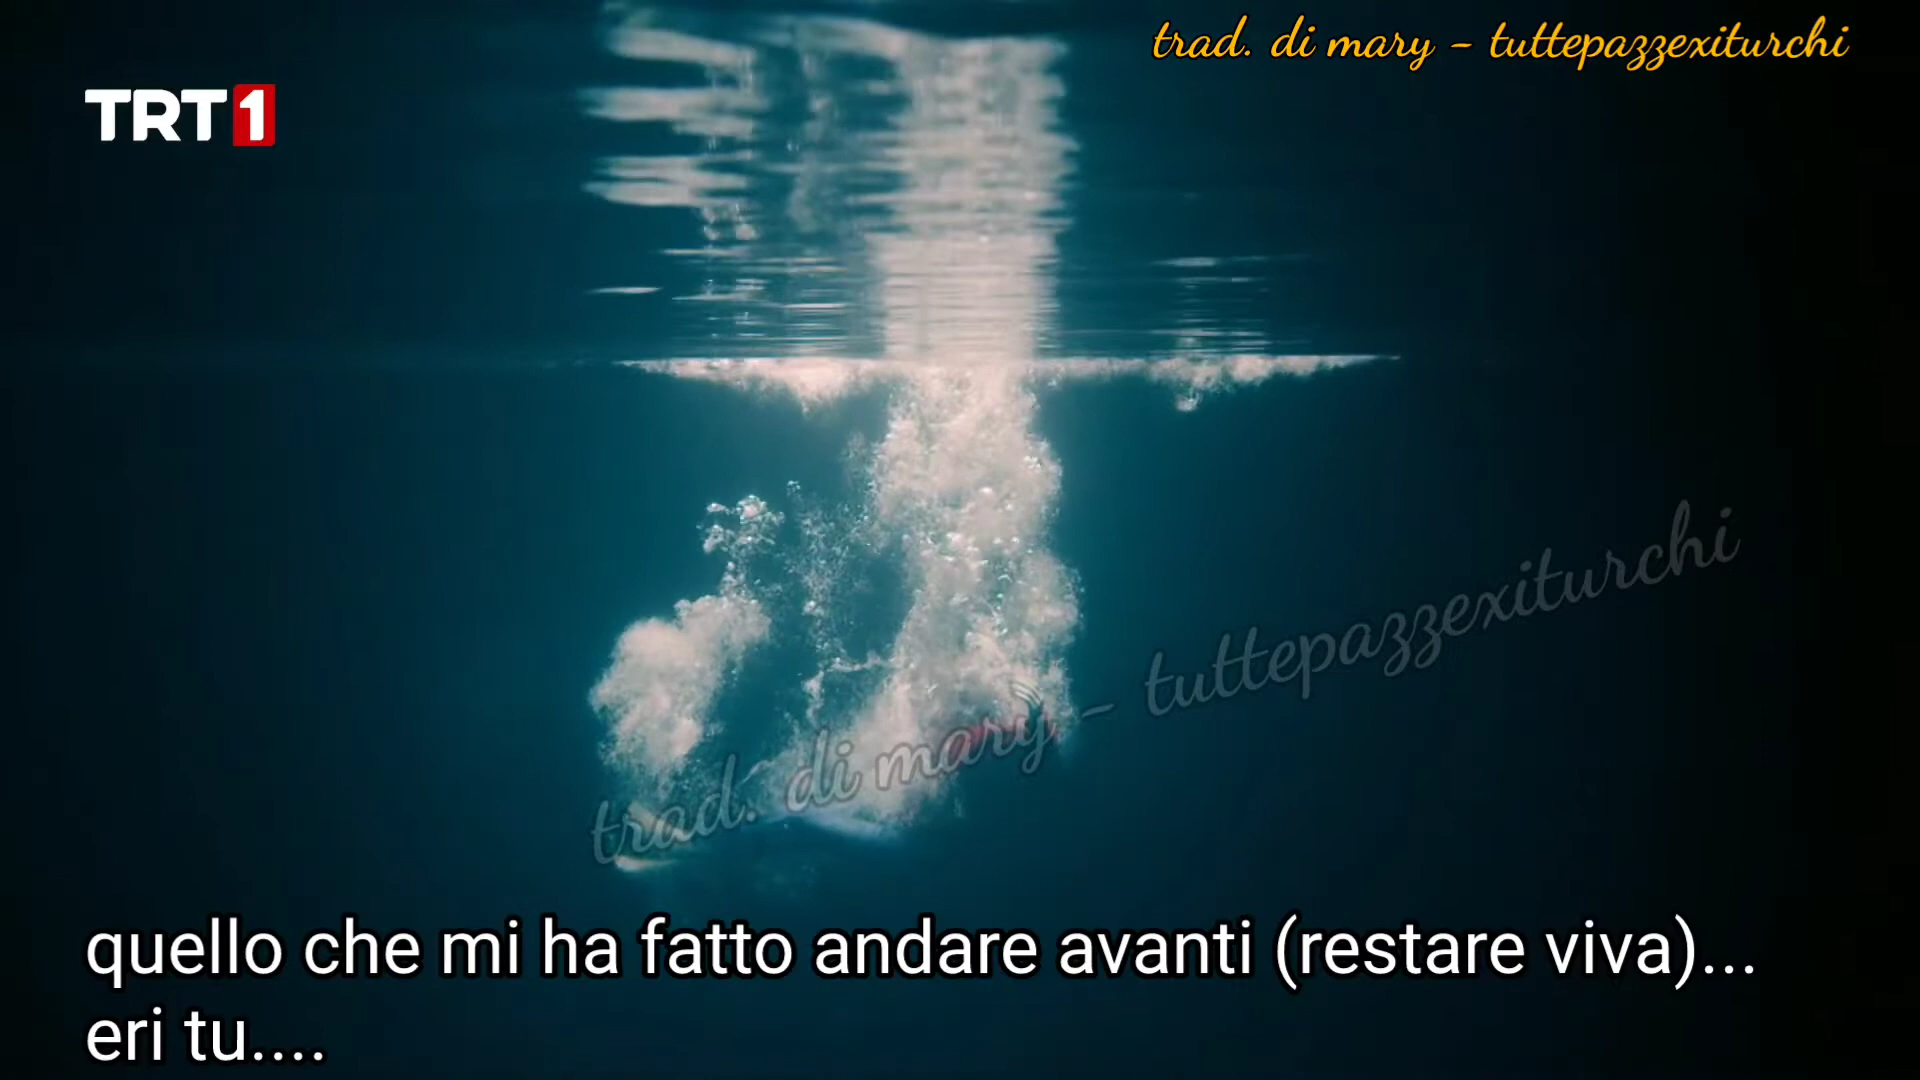 trad. di mary - tuttepazzexiturchi
TRT1
trad. di mary - tuttepazzexiturchi
quello che mi ha fatto andare avanti (restare viva)...
eri tu....